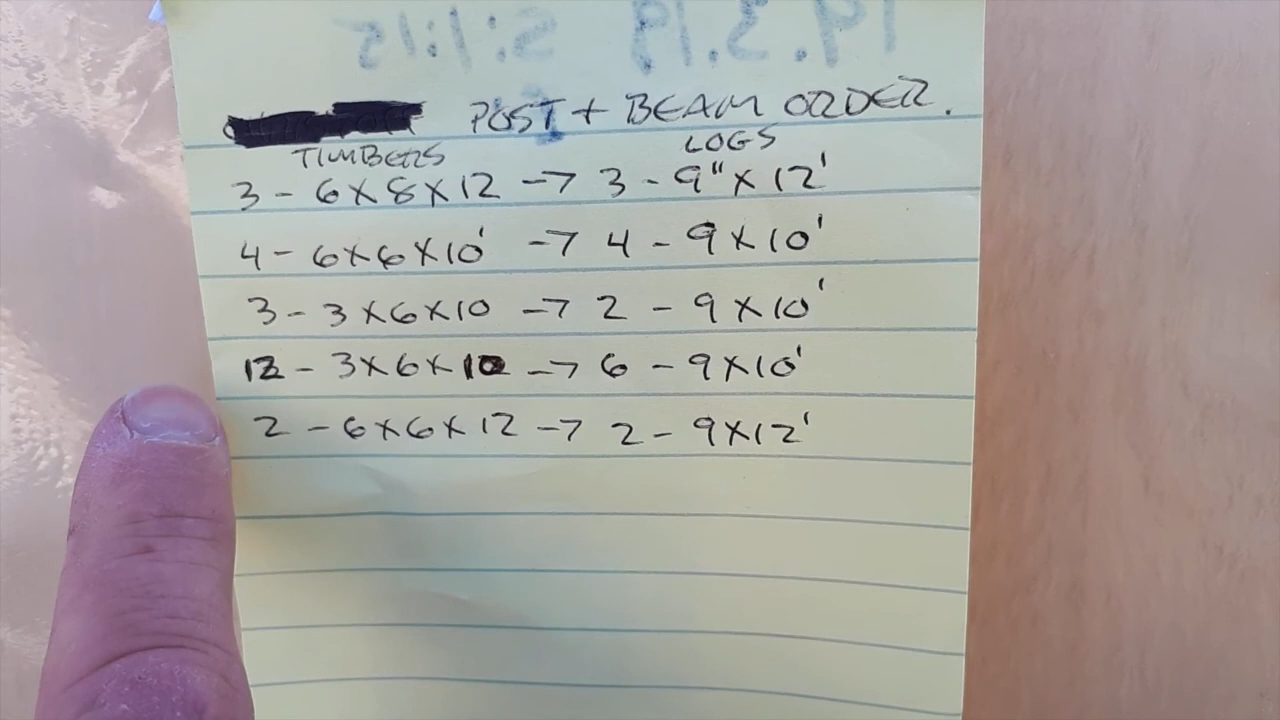 POST + BEAM ORDER.
TIMBERS LOGS
3 - 6x8x12 → 3 - 9"x12'
4 - 6x6x10' → 4 - 9x10'
3 - 3x6x10 → 2 - 9x10'
12 - 3x6x10 → 6 - 9x10'
2 - 6x6x12 → 2 - 9x12'